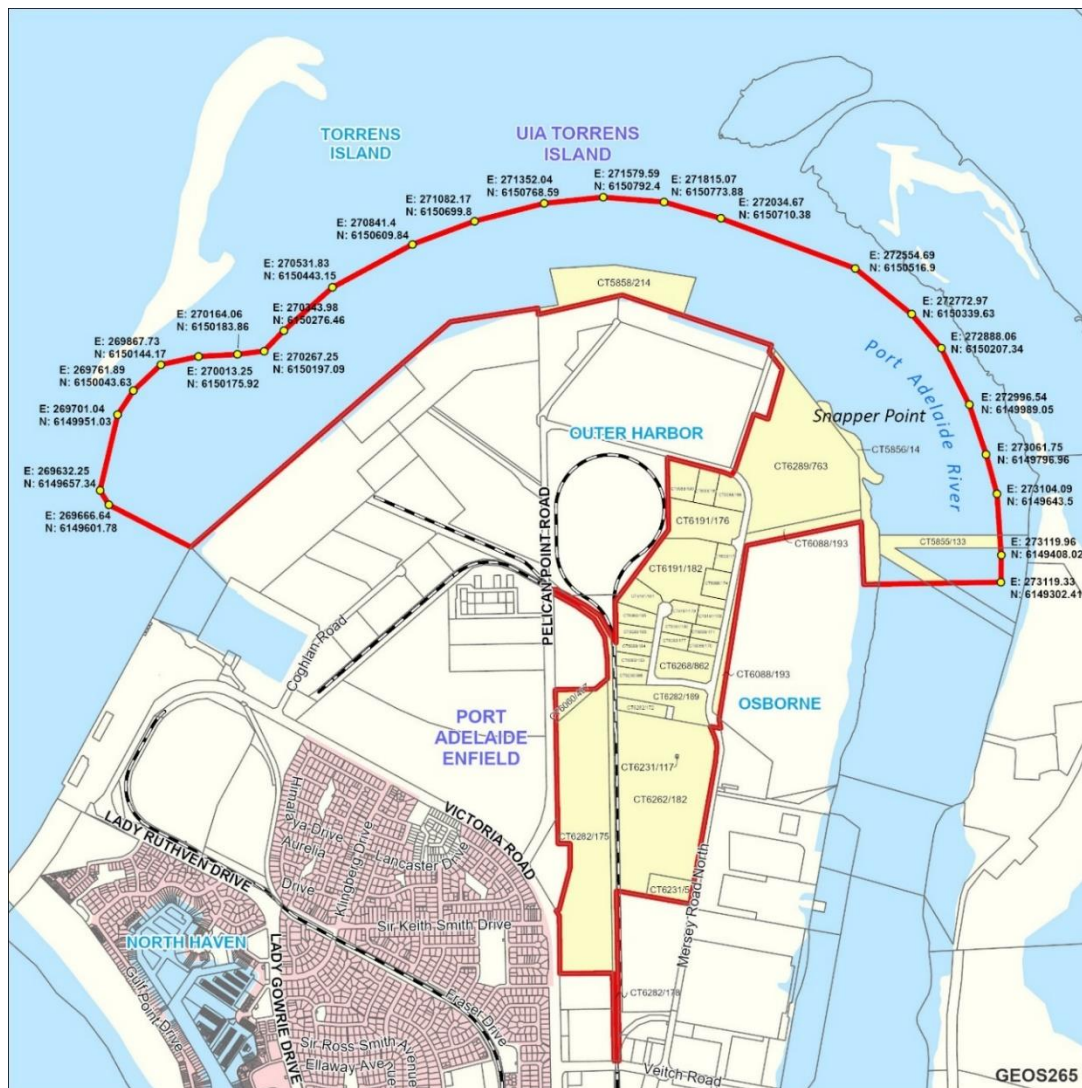 TORRENS
ISLAND
UIA TORRENS
ISLAND
E: 271579.59
N: 6150792.4
E: 271352.04
N: 6150768.59
E: 271815.07
N: 6150773.88
E: 271082.17
N: 6150699.8
E: 272034.67
N: 6150710.38
E: 270841.4
N: 6150609.84
E: 272554.69
N: 6150516.9
E: 270531.83
N: 6150443.15
CT5858/214
E: 270343.98
N: 6150276.46
E: 272772.97
N: 6150339.63
E: 270164.06
N: 6150183.86
E: 269867.73
N: 6150144.17
E: 272888.06
N: 6150207.34
E: 270267.25
N: 6150197.09
E: 270013.25
N: 6150175.92
E: 269761.89
N: 6150043.63
Port Adelaide River
E: 272996.54
N: 6149989.05
E: 269701.04
N: 6149951.03
Snapper Point
OUTER HARBOR
CT5856/14
E: 273061.75
N: 6149796.96
CT6289/763
E: 269632.25
N: 6149657.34
E: 273104.09
N: 6149643.5
E: 269666.64
N: 6149601.78
CT6191/176
PELICAN POINT ROAD
CT6088/193
CT5855/133
E: 273119.96
N: 6149408.02
CT6191/182
E: 273119.33
N: 6149302.41
Coghlan Road
CT6268/862
CT6088/193
CT6282/189
OSBORNE
PORT
ADELAIDE
ENFIELD
CT6231/117
CT6262/182
Himalaya Drive
VICTORIA ROAD
LADY RUTHVEN DRIVE
Aurelia
Drive
Klingberg Drive
Lancaster Drive
CT6282/175
CT6231/5
Mersey Road North
Sir Keith Smith Drive
NORTH HAVEN
LADY GOWRIE DRIVE
Gulf Point Drive
Fraser Drive
CT6282/178
Sir Ross Smith Avenue
Ellaway Ave
Veitch Road
GEOS265